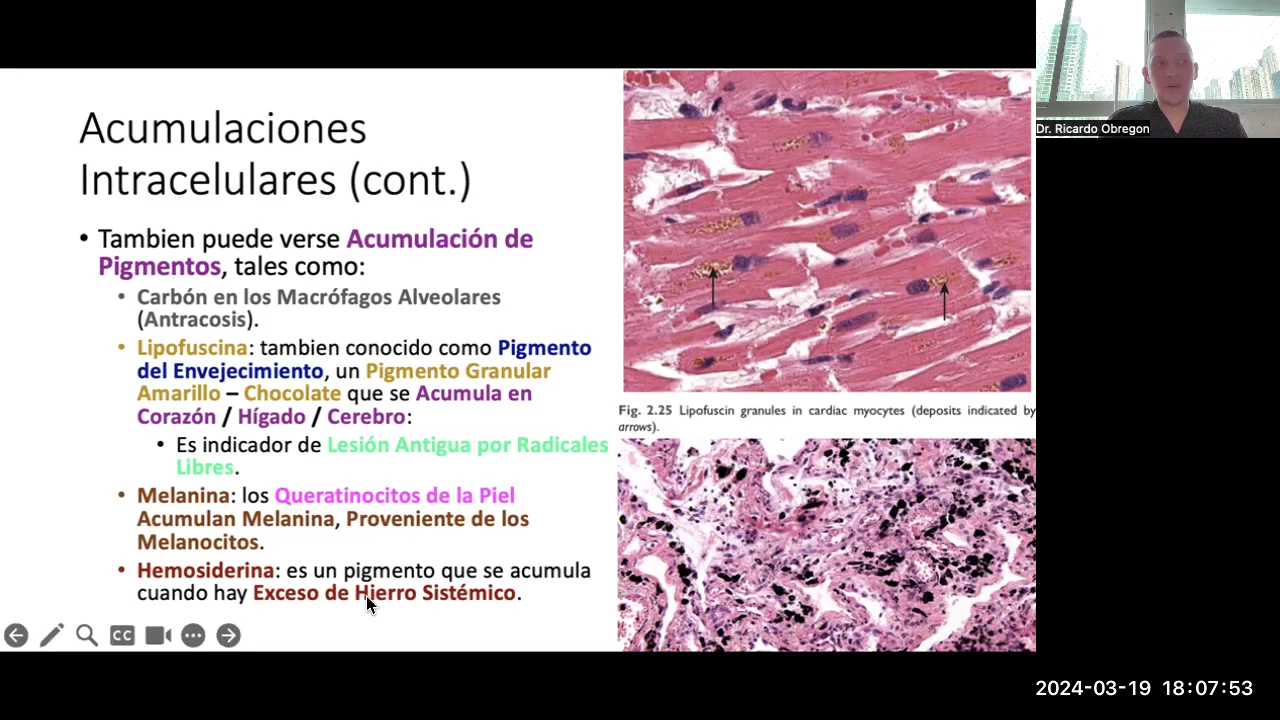 Acumulaciones
Intracelulares (cont.)
• Tambien puede verse Acumulación de
Pigmentos, tales como:
• Carbón en los Macrófagos Alveolares
(Antracosis).
• Lipofuscina: tambien conocido como Pigmento
del Envejecimiento, un Pigmento Granular
Amarillo – Chocolate que se Acumula en
Corazón / Hígado / Cerebro:
• Es indicador de Lesión Antigua por Radicales
Libres.
• Melanina: los Queratinocitos de la Piel
Acumulan Melanina, Proveniente de los
Melanocitos.
• Hemosiderina: es un pigmento que se acumula
cuando hay Exceso de Hierro Sistémico.
CC
Fig. 2.25 Lipofuscin granules in cardiac myocytes (deposits indicated by
arrows).
Dr. Ricardo Obregon
2024-03-19 18:07:53